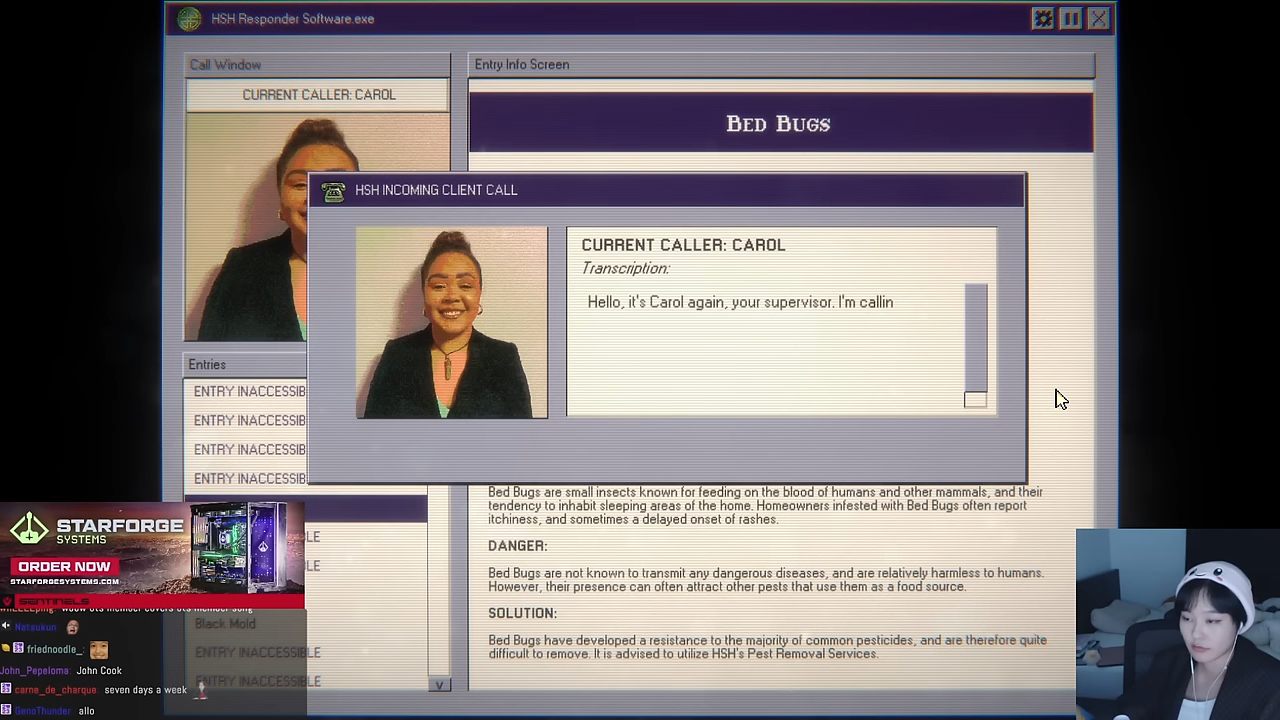 HSH Responder Software.exe
Call Window
CURRENT CALLER: CAROL
Entry Info Screen
BED BUGS
HSH INCOMING CLIENT CALL
CURRENT CALLER: CAROL
Transcription:
Hello, it's Carol again, your supervisor. I'm callin
Entries
ENTRY INACCESSIB
ENTRY INACCESSIB
ENTRY INACCESSIB
ENTRY INACCESSIB
LE
LE
Black Mold
ENTRY INACCESSIBLE
ENTRY INACCESSIBLE
V
Bed Bugs are small insects known for feeding on the blood of humans and other mammals, and their
tendency to inhabit sleeping areas of the home. Homeowners infested with Bed Bugs often report
itchiness, and sometimes a delayed onset of rashes.
DANGER:
Bed Bugs are not known to transmit any dangerous diseases, and are relatively harmless to humans.
However, their presence can often attract other pests that use them as a food source.
SOLUTION:
Bed Bugs have developed a resistance to the majority of common pesticides, and are therefore quite
difficult to remove. It is advised to utilize HSH's Pest Removal Services.
STARFORGE
SYSTEMS
ORDER NOW
STARFORGESYSTEMS.COM
SENTINELS
Natsukun
friednoodle_:
John_Pepeloma: John Cook
carne_de_charque: seven days a week
GenoThunder: allo